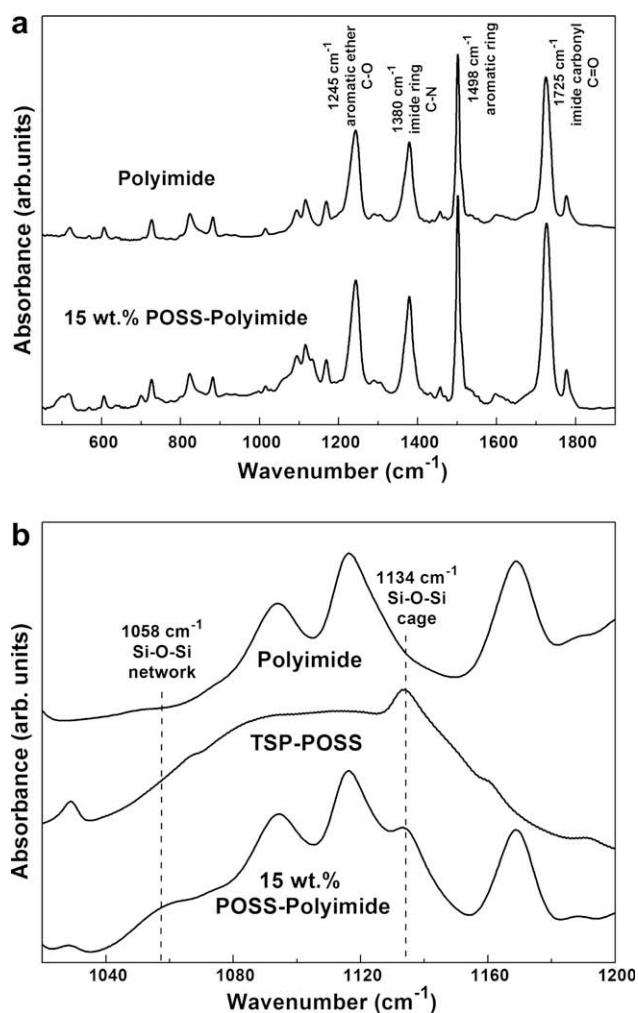 a
1245 cm-1
aromatic ether
C-O
1380 cm-1
imide ring
C-N
1498 cm-1
aromatic ring
1725 cm-1
imide carbonyl
C=O
Polyimide
15 wt.% POSS-Polyimide
Absorbance (arb.units)
600 800 1000 1200 1400 1600 1800
Wavenumber (cm-1)
b
1134 cm-1
Si-O-Si
cage
1058 cm-1
Si-O-Si
network
Polyimide
TSP-POSS
15 wt.%
POSS-Polyimide
Absorbance (arb. units)
1040 1080 1120 1160 1200
Wavenumber (cm-1)